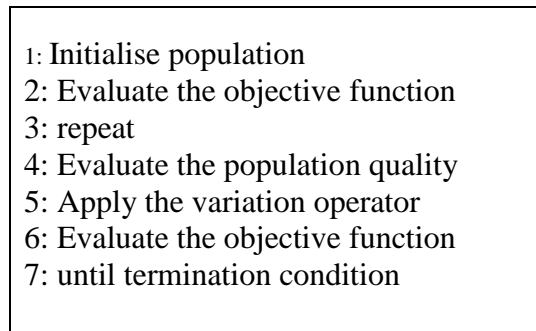 1: Initialise population
2: Evaluate the objective function
3: repeat
4: Evaluate the population quality
5: Apply the variation operator
6: Evaluate the objective function
7: until termination condition